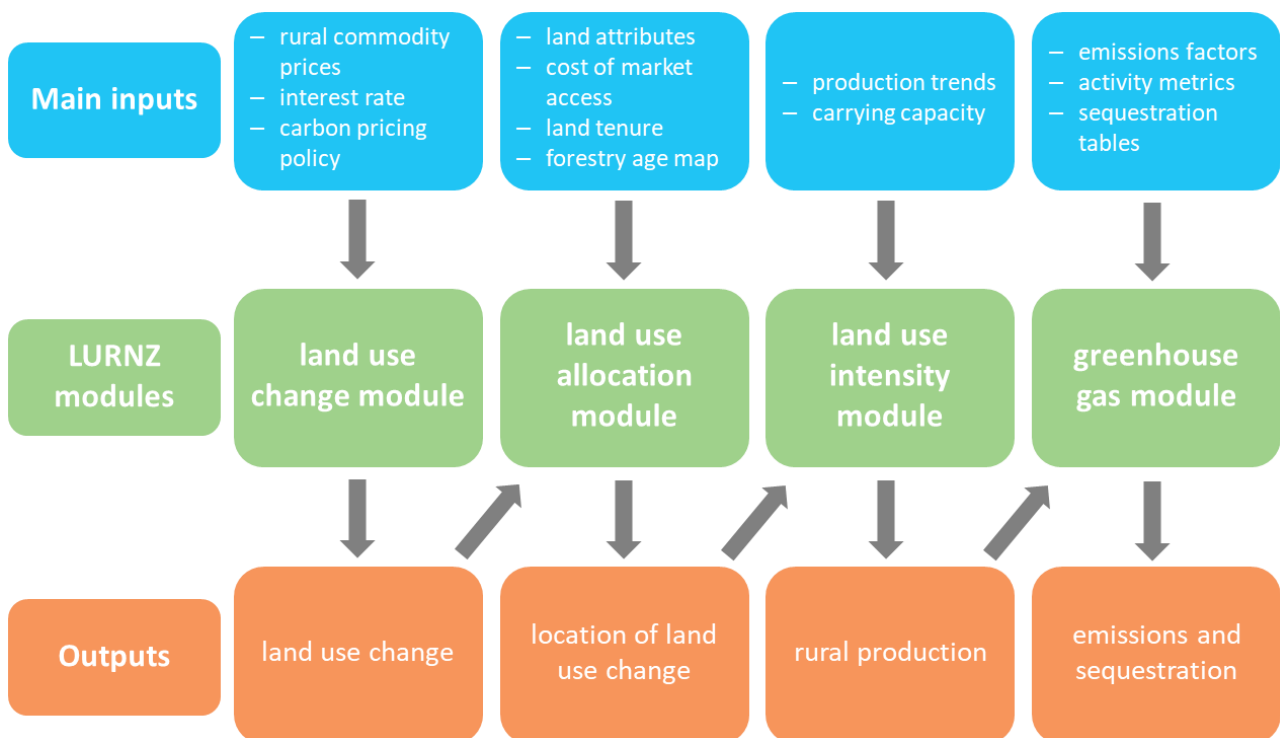 Main inputs
– rural commodity
prices
– interest rate
– carbon pricing
policy
– land attributes
– cost of market
access
– land tenure
– forestry age map
– production trends
– carrying capacity
– emissions factors
– activity metrics
– sequestration
tables
LURNZ
modules
land use
change module
land use
allocation
module
land use
intensity
module
greenhouse
gas module
Outputs
land use change
location of land
use change
rural production
emissions and
sequestration